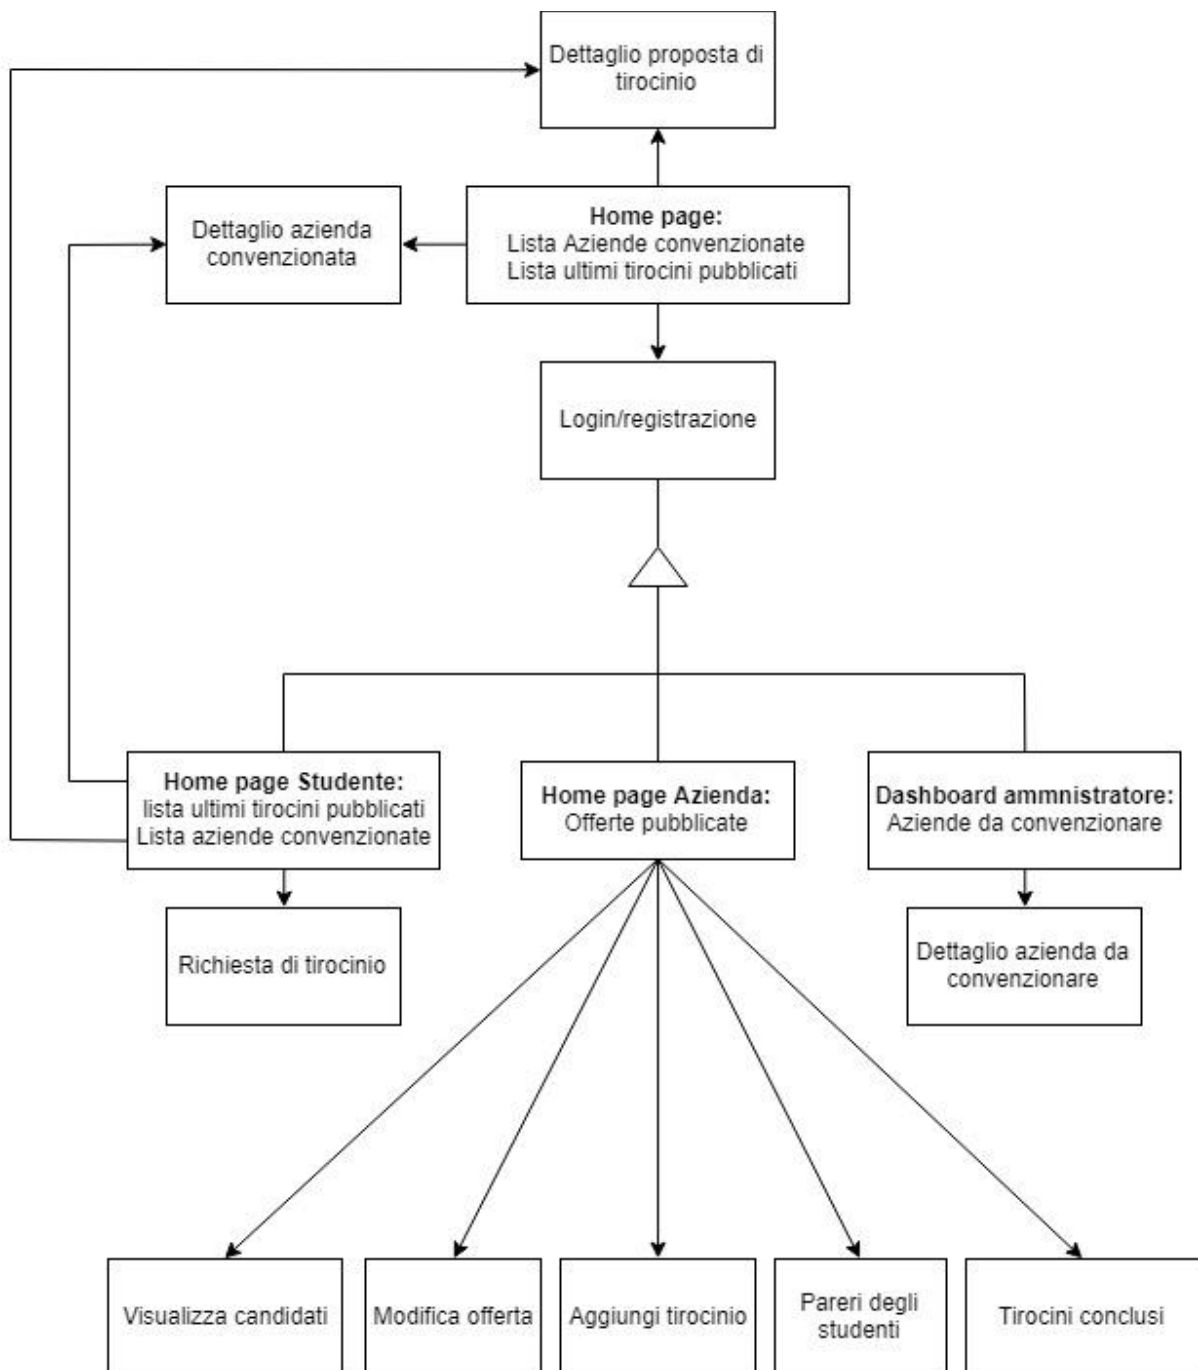 Dettaglio proposta di
tirocinio
Dettaglio azienda
convenzionata
Home page:
Lista Aziende convenzionate
Lista ultimi tirocini pubblicati
Login/registrazione
Home page Studente:
lista ultimi tirocini pubblicati
Lista aziende convenzionate
Home page Azienda:
Offerte pubblicate
Dashboard ammnistratore:
Aziende da convenzionare
Richiesta di tirocinio
Dettaglio azienda da
convenzionare
Visualizza candidati
Modifica offerta
Aggiungi tirocinio
Pareri degli
studenti
Tirocini conclusi